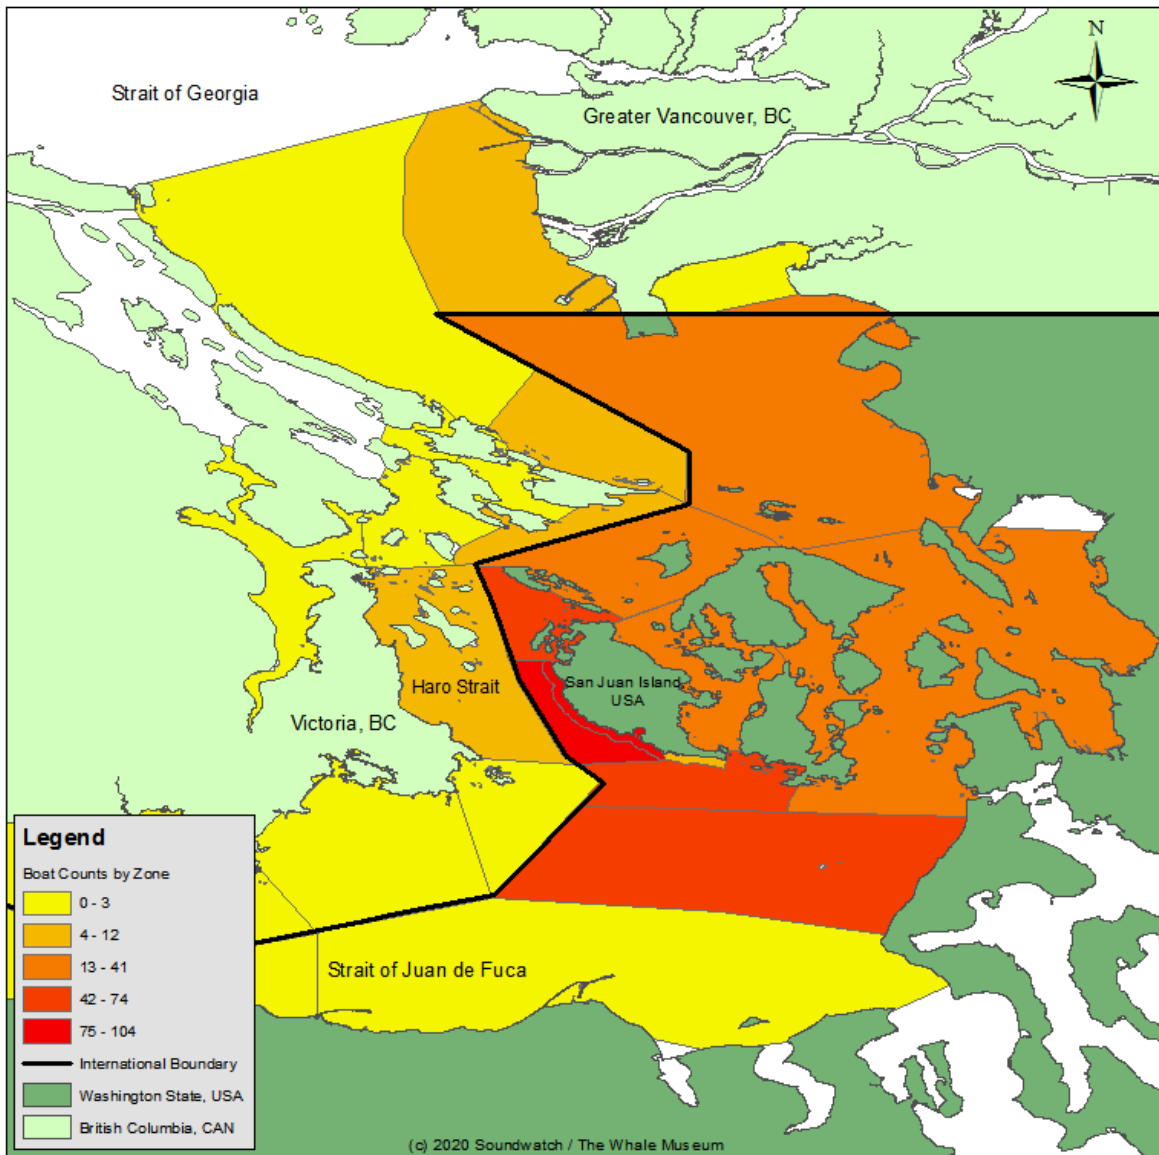 N
Strait of Georgia
Greater Vancouver, BC
San Juan Island,
USA
Haro Strait
Victoria, BC
Strait of Juan de Fuca
Legend
Boat Counts by Zone
0 - 3
4 - 12
13 - 41
42 - 74
75 - 104
International Boundary
Washington State, USA
British Columbia, CAN
(c) 2020 Soundwatch / The Whale Museum